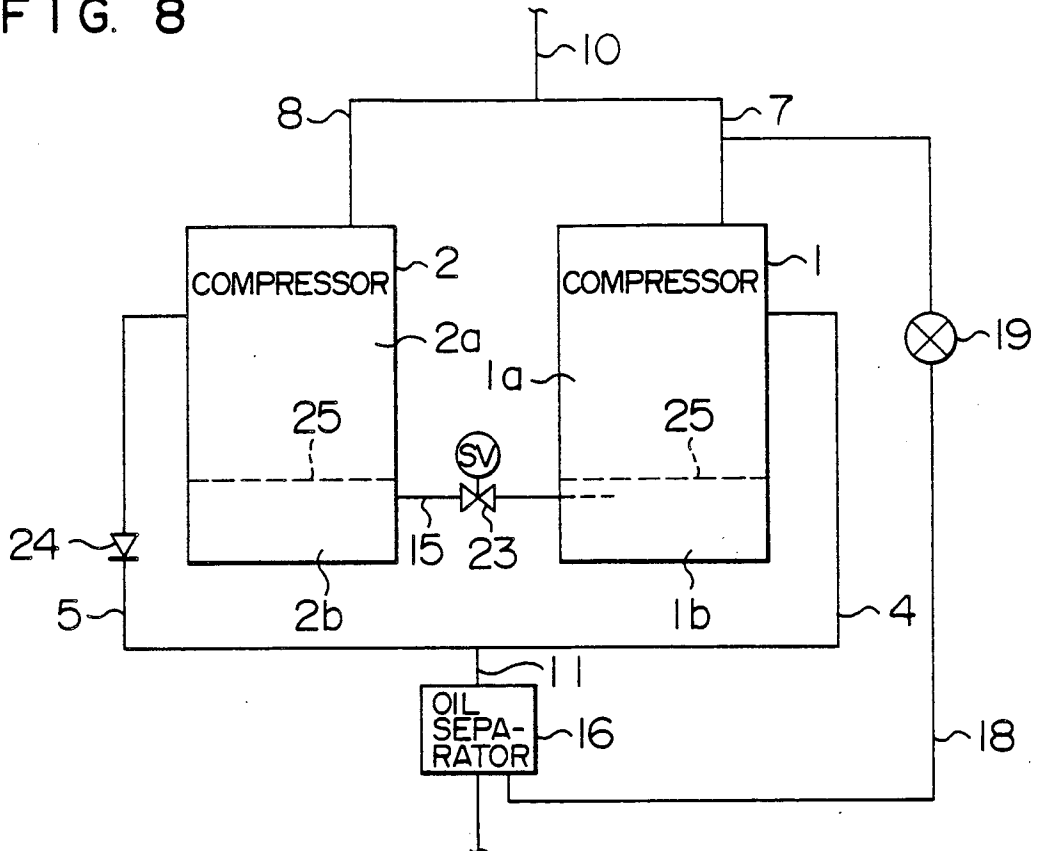 FIG. 8
10
8
7
2
1
COMPRESSOR
COMPRESSOR
2a
19
1a
25
25
SV
24
15
23
5
2b
1b
4
11
OIL
SEPA-
RATOR
16
18